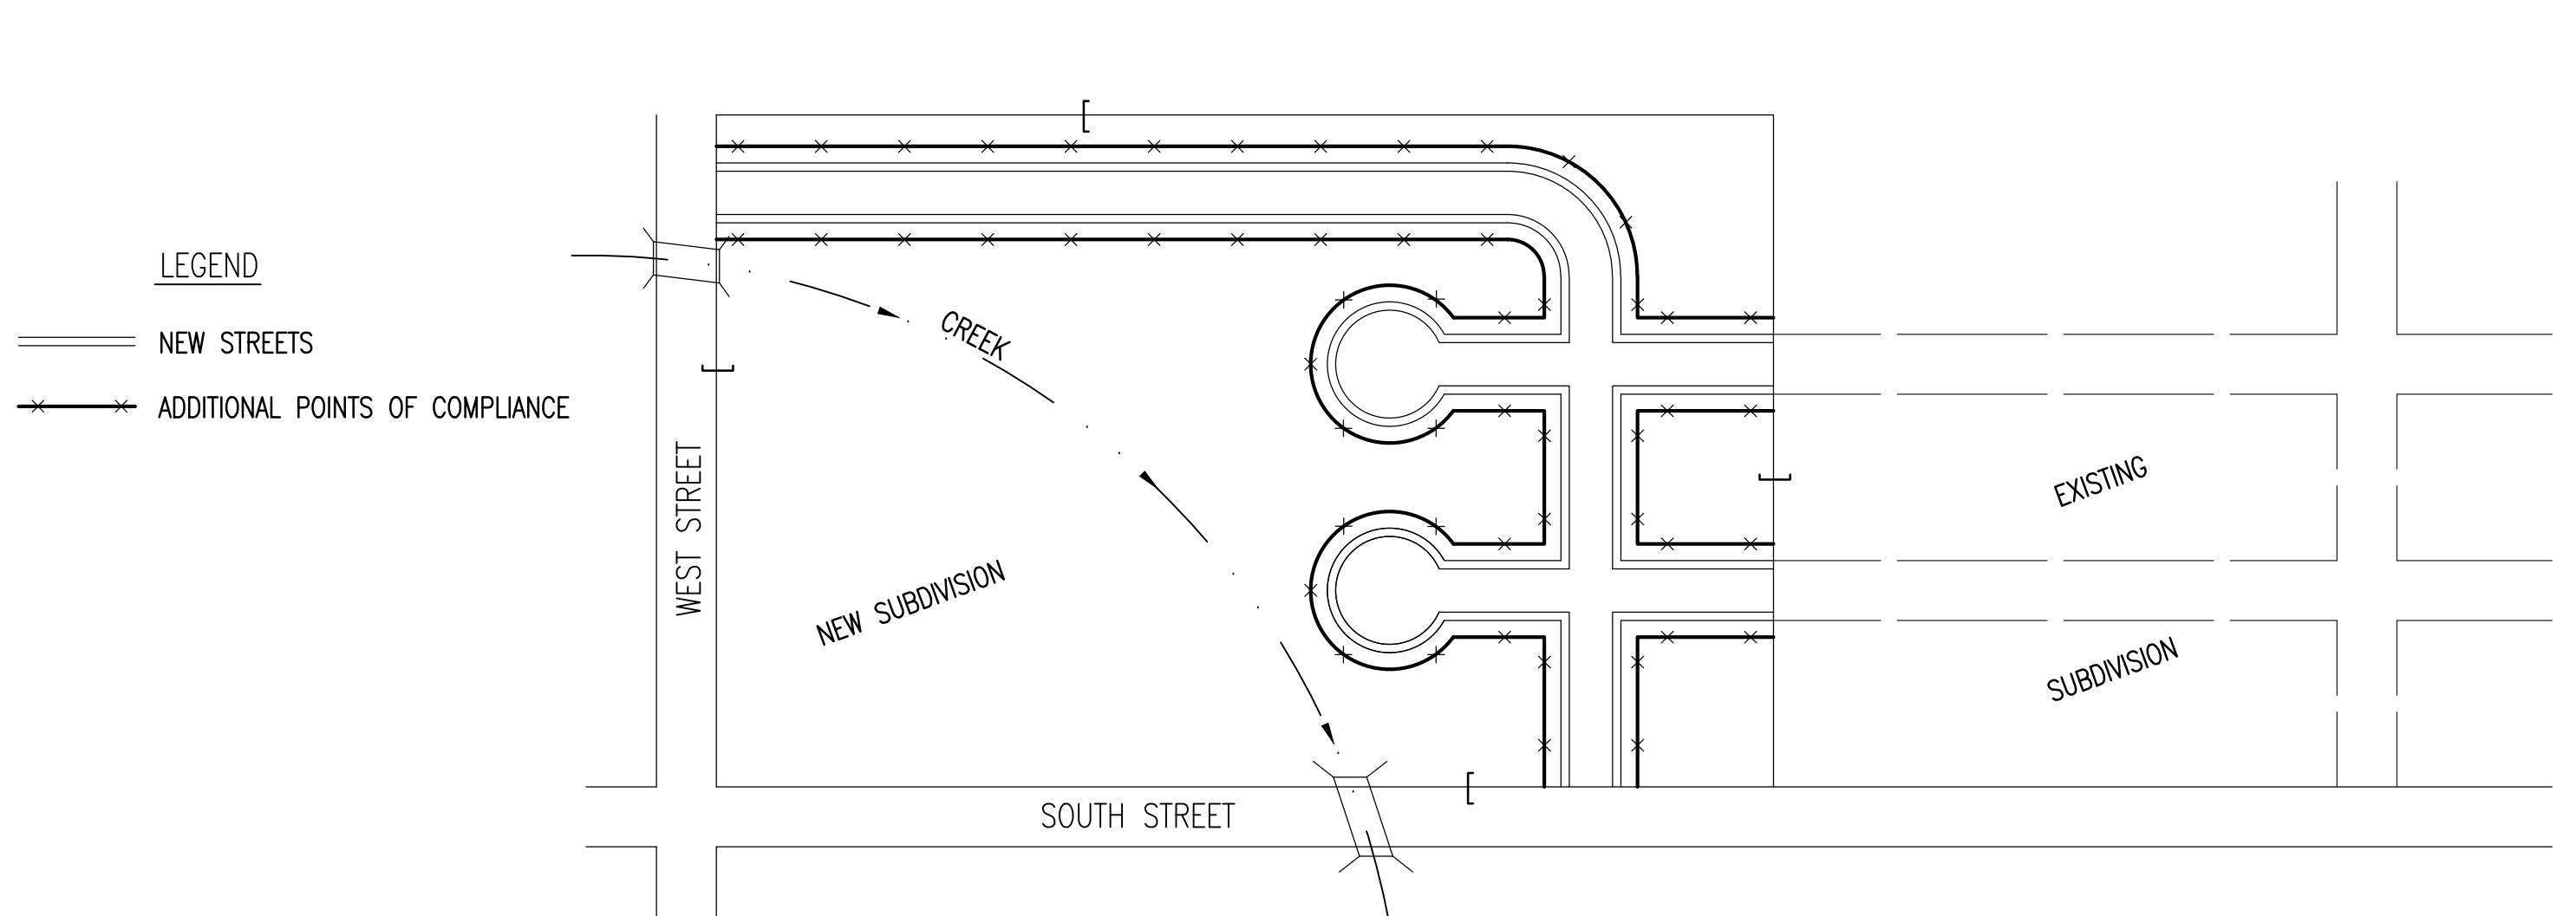 LEGEND
NEW STREETS
ADDITIONAL POINTS OF COMPLIANCE
CREEK
WEST STREET
NEW SUBDIVISION
SOUTH STREET
EXISTING
SUBDIVISION